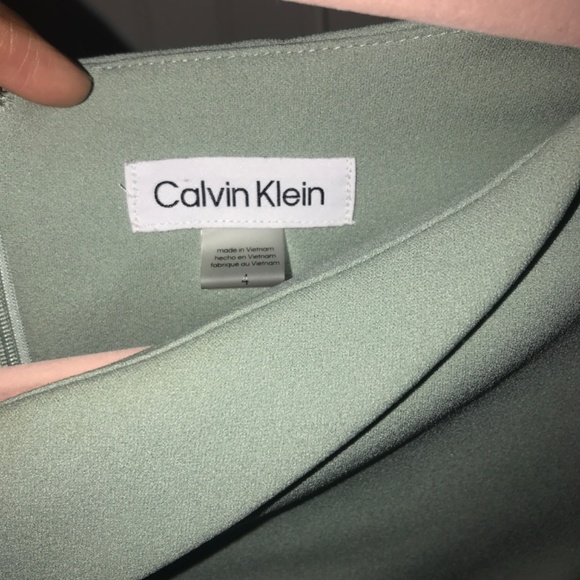 Calvin Klein
made in Vietnam
hecho en Vietnam
fabriqué au Vietnam
4